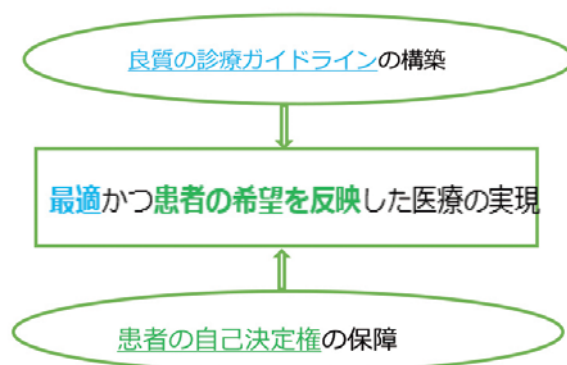 良質の診療ガイドラインの構築
最適かつ患者の希望を反映した医療の実現
患者の自己決定権の保障